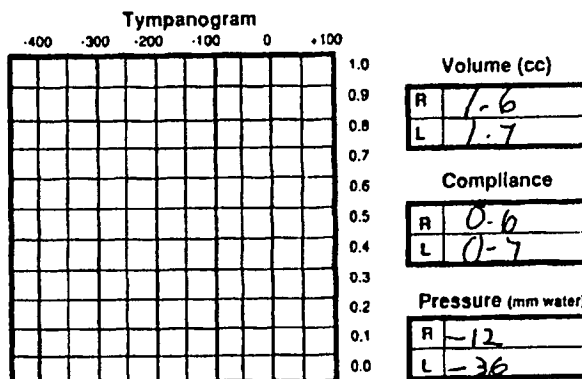 Tympanogram
-400 -300 -200 -100 0 +100
1.0
0.9
0.8
0.7
0.6
0.5
0.4
0.3
0.2
0.1
0.0
Volume (cc)
R 1.6
L 1.7
Compliance
R 0.6
L 0.7
Pressure (mm water)
R -12
L -36